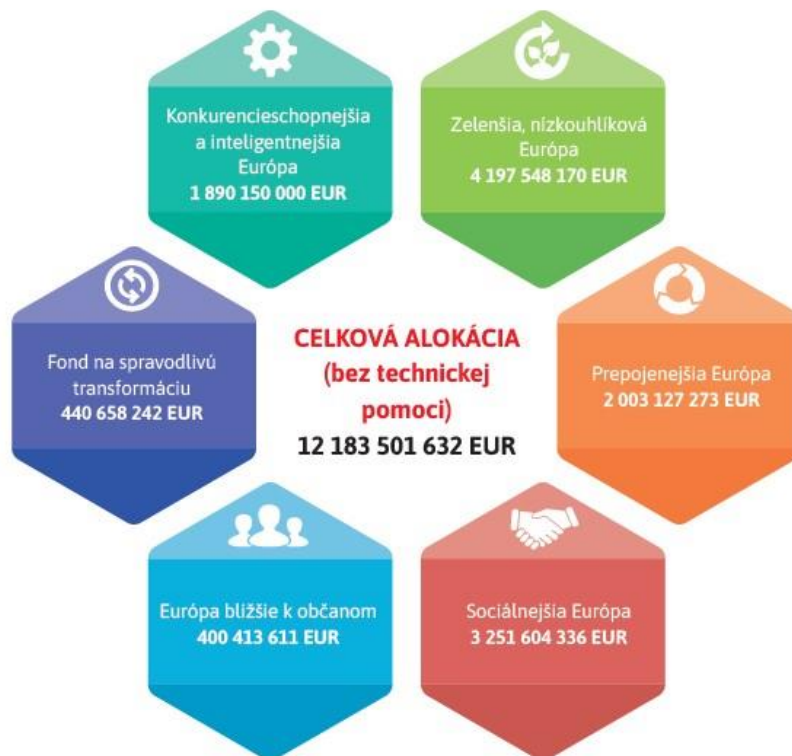 Konkurencieschopnejšia
a inteligentnejšia
Európa
1 890 150 000 EUR
Zelenšia, nízkouhlíková
Európa
4 197 548 170 EUR
Fond na spravodlivú
transformáciu
440 658 242 EUR
CELKOVÁ ALOKÁCIA
(bez technickej
pomoci)
12 183 501 632 EUR
Prepojenejšia Európa
2 003 127 273 EUR
Európa bližšie k občanom
400 413 611 EUR
Sociálnejšia Európa
3 251 604 336 EUR